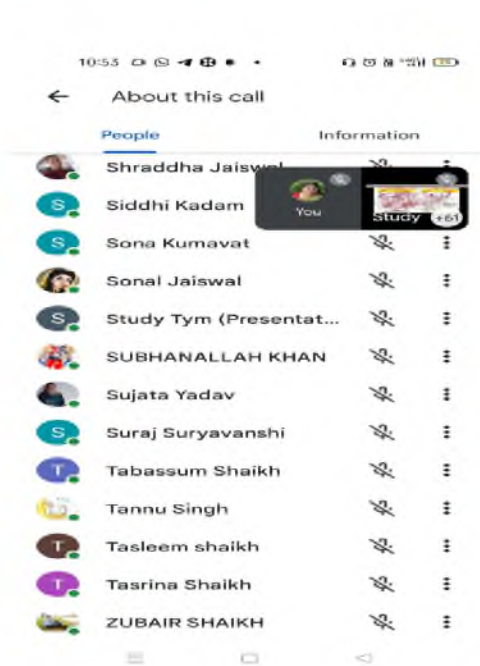 10:53
About this call
People Information
Shraddha Jaiswal
S Siddhi Kadam
You Study +61
S Sona Kumavat
Sonal Jaiswal
S Study Tym (Presentat...
SUBHANALLAH KHAN
Sujata Yadav
S Suraj Suryavanshi
T Tabassum Shaikh
Tannu Singh
T Tasleem shaikh
T Tasrina Shaikh
ZUBAIR SHAIKH